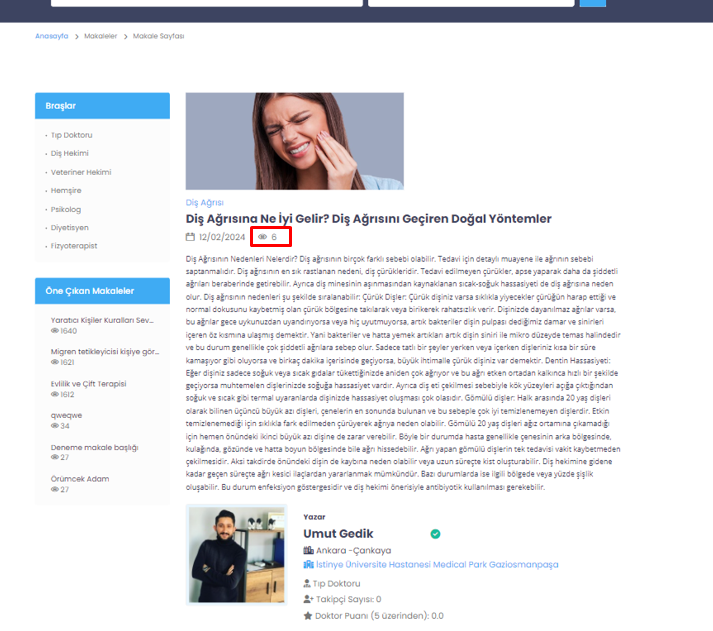 Anasayfa > Makaleler > Makale Sayfası
Braşlar
Tıp Doktoru
Diş Hekimi
Veteriner Hekimi
Hemşire
Psikolog
Diyetisyen
Fizyoterapist
Öne Çıkan Makaleler
Yaratıcı Kişiler Kuralları Sev...
1640
Migren tetikleyicisi kişiye gör...
1621
Evlilik ve Çift Terapisi
1612
qweqwe
34
Deneme makale başlığı
27
Örümcek Adam
27
Diş Ağrısı
Diş Ağrısına Ne İyi Gelir? Diş Ağrısını Geçiren Doğal Yöntemler
12/02/2024 6
Diş Ağrısının Nedenleri Nelerdir? Diş ağrısının birçok farklı sebebi olabilir. Tedavi için detaylı muayene ile ağrının sebebi
saptanmalıdır. Diş ağrısının en sık rastlanan nedeni, diş çürükleridir. Tedavi edilmeyen çürükler, apse yaparak daha da şiddetli
ağrıları beraberinde getirebilir. Ayrıca diş minesinin aşınmasından kaynaklanan sıcak-soğuk hassasiyeti de diş ağrısına neden
olur. Diş ağrısının nedenleri şu şekilde sıralanabilir: Çürük Dişler: Çürük dişiniz varsa sıklıkla yiyecekler çürüğün harap ettiği ve
normal dokusunu kaybetmiş olan çürük bölgesine takılarak veya birikerek rahatsızlık verir. Dişinizde dayanılmaz ağrılar varsa,
bu ağrılar gece uykunuzdan uyandırıyorsa veya hiç uyutmuyorsa, artık bakteriler dişin pulpası dediğimiz damar ve sinirleri
içeren öz kısmına ulaşmış demektir. Yani bakteriler ve hatta yemek artıkları artık dişin siniri ile mikro düzeyde temas halindedir
ve bu durum genellikle çok şiddetli ağrılara sebep olur. Sadece tatlı bir şeyler yerken veya içerken dişleriniz kısa bir süre
kamaşıyor gibi oluyorsa ve birkaç dakika içerisinde geçiyorsa, büyük ihtimalle çürük dişiniz var demektir. Dentin Hassasiyeti:
Eğer dişiniz sadece soğuk veya sıcak gıdalar tükettiğinizde aniden çok ağrıyor ve bu ağrı etken ortadan kalkınca hızlı bir şekilde
geçiyorsa muhtemelen dişlerinizde soğuğa hassasiyet vardır. Ayrıca diş eti çekilmesi sebebiyle kök yüzeyleri açığa çıktığından
soğuk ve sıcak gibi termal uyaranlarda dişinizde hassasiyet oluşması çok olasıdır. Gömülü dişler: Halk arasında 20 yaş dişleri
olarak bilinen üçüncü büyük azı dişleri, çenelerin en sonunda bulunan ve bu sebeple çok iyi temizlenemeyen dişlerdir. Etkin
temizlenemediği için sıklıkla fark edilmeden çürüyerek ağrıya neden olabilir. Gömülü 20 yaş dişleri ağız ortamına çıkamadığı
için hemen önündeki ikinci büyük azı dişine de zarar verebilir. Böyle bir durumda hasta genellikle çenesinin arka bölgesinde,
kulağında, gözünde ve hatta boyun bölgesinde bile ağrı hissedebilir. Ağrı yapan gömülü dişlerin tek tedavisi vakit kaybetmeden
çekilmesidir. Aksi takdirde önündeki dişin de kaybına neden olabilir veya uzun süreçte kist oluşturabilir. Diş hekimine gidene
kadar geçen süreçte ağrı kesici ilaçlardan yararlanmak mümkündür. Bazı durumlarda ise ilgili bölgede veya yüzde şişlik
oluşabilir. Bu durum enfeksiyon göstergesidir ve diş hekimi önerisiyle antibiyotik kullanılması gerekebilir.
Yazar
Umut Gedik
Ankara -Çankaya
İstinye Üniversite Hastanesi Medical Park Gaziosmanpaşa
Tıp Doktoru
Takipçi Sayısı: 0
Doktor Puanı (5 üzerinden): 0.0